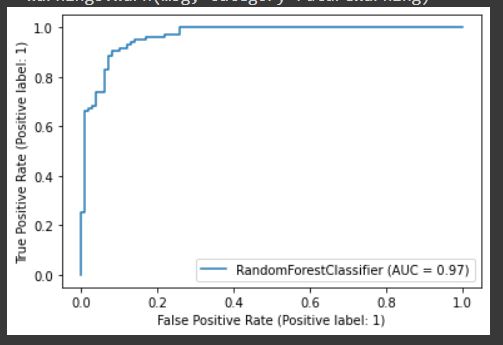 1.0
0.8
0.6
0.4
0.2
0.0
True Positive Rate (Positive label: 1)
RandomForestClassifier (AUC = 0.97)
0.0 0.2 0.4 0.6 0.8 1.0
False Positive Rate (Positive label: 1)